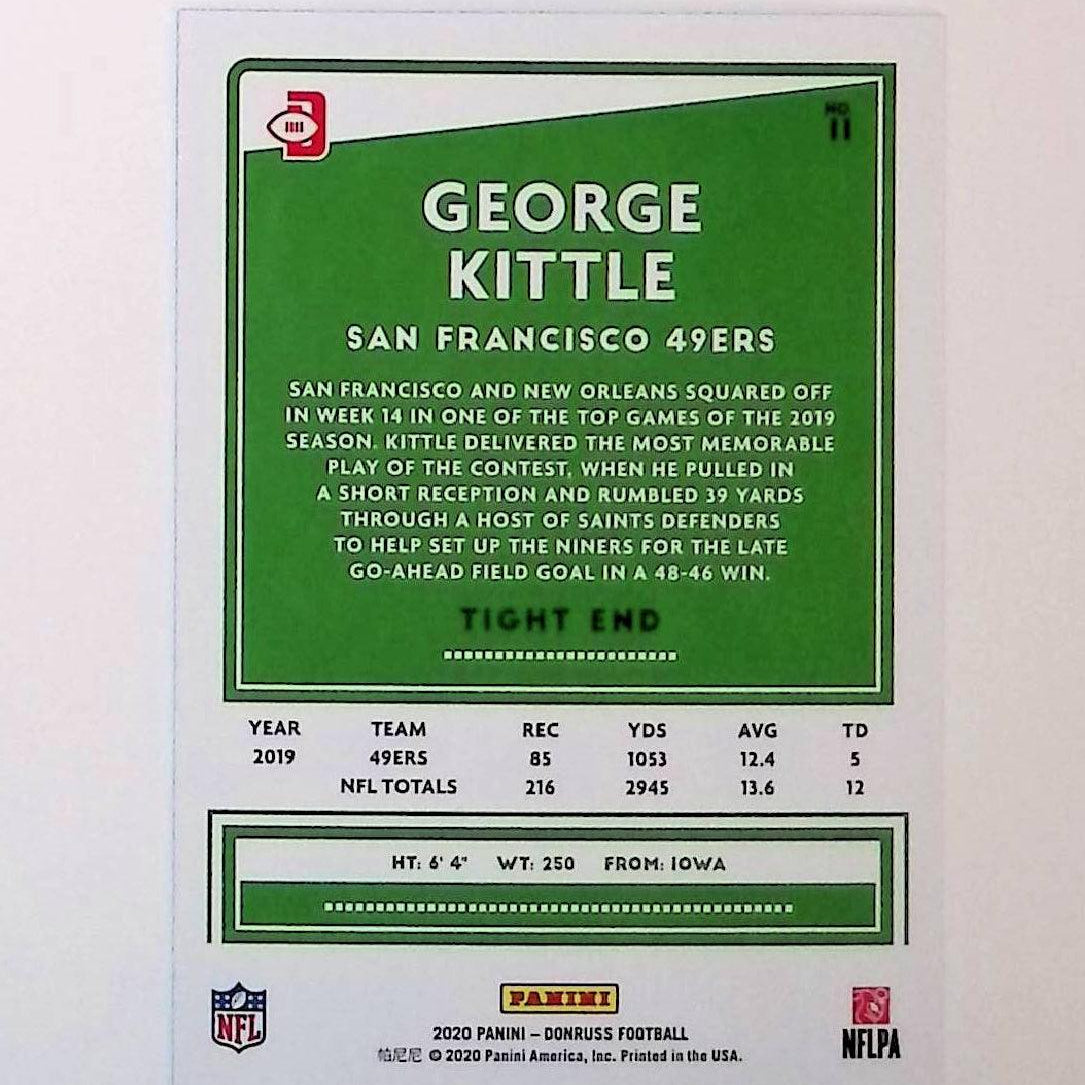 NO
11
GEORGE
KITTLE
SAN FRANCISCO 49ERS
SAN FRANCISCO AND NEW ORLEANS SQUARED OFF
IN WEEK 14 IN ONE OF THE TOP GAMES OF THE 2019
SEASON. KITTLE DELIVERED THE MOST MEMORABLE
PLAY OF THE CONTEST, WHEN HE PULLED IN
A SHORT RECEPTION AND RUMBLED 39 YARDS
THROUGH A HOST OF SAINTS DEFENDERS
TO HELP SET UP THE NINERS FOR THE LATE
GO-AHEAD FIELD GOAL IN A 48-46 WIN.
TIGHT END
YEAR TEAM REC YDS AVG TD
2019 49ERS 85 1053 12.4 5
NFL TOTALS 216 2945 13.6 12
HT: 6' 4" WT: 250 FROM: IOWA
NFL
PANINI
NFLPA
2020 PANINI – DONRUSS FOOTBALL
帕尼尼 © 2020 Panini America, Inc. Printed in the USA.